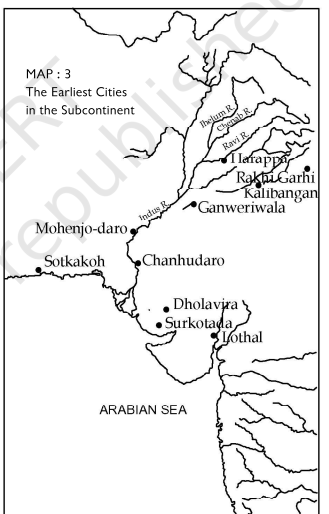 MAP : 3
The Earliest Cities
in the Subcontinent
Jhelum R.
Chenab R.
Ravi R.
Harappa
Rakhi Garhi
Kalibangan
Indus R.
Ganweriwala
Mohenjo-daro
Sotkakoh
Chanhudaro
Dholavira
Surkotada
Lothal
ARABIAN SEA
republished